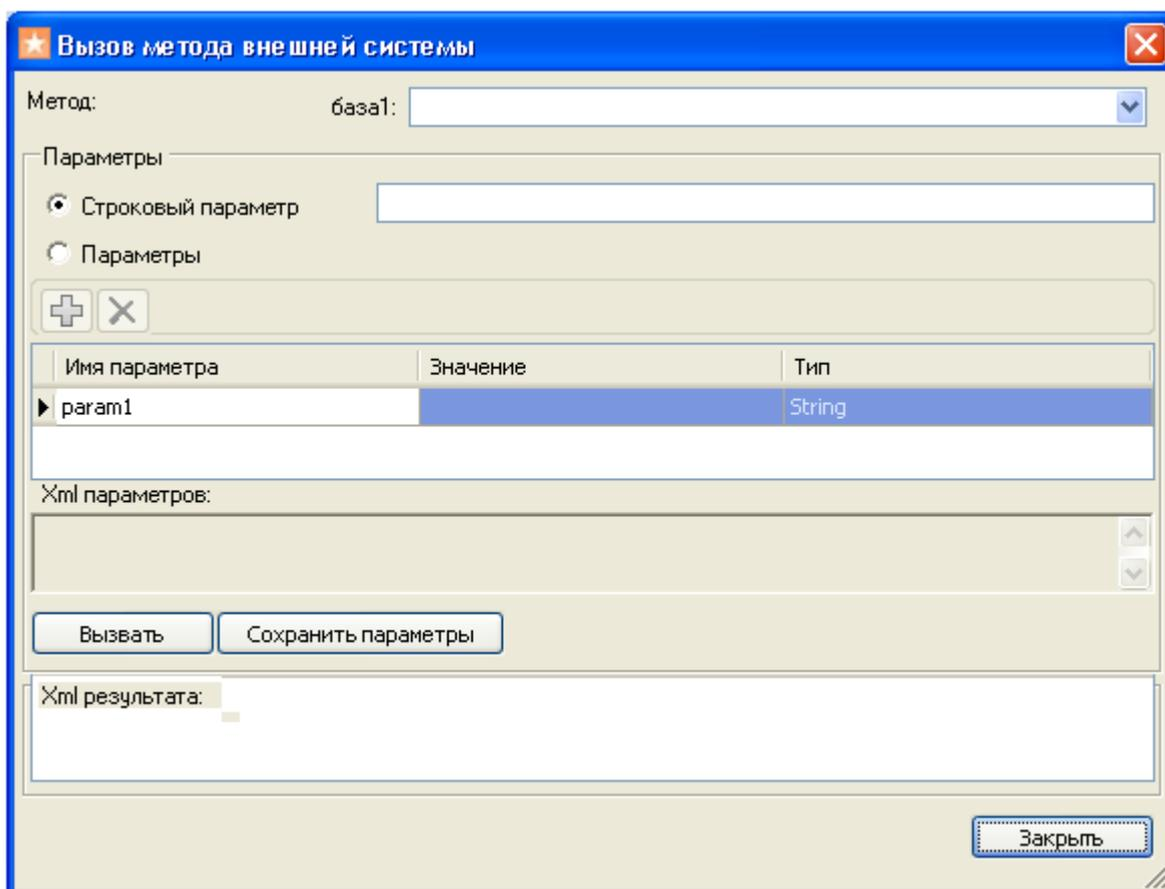 Вызов метода внешней системы
Метод: база1:
Параметры
Строковый параметр
Параметры
Имя параметра Значение Тип
param1 String
Xml параметров:
Вызвать Сохранить параметры
Xml результата:
Закрыть